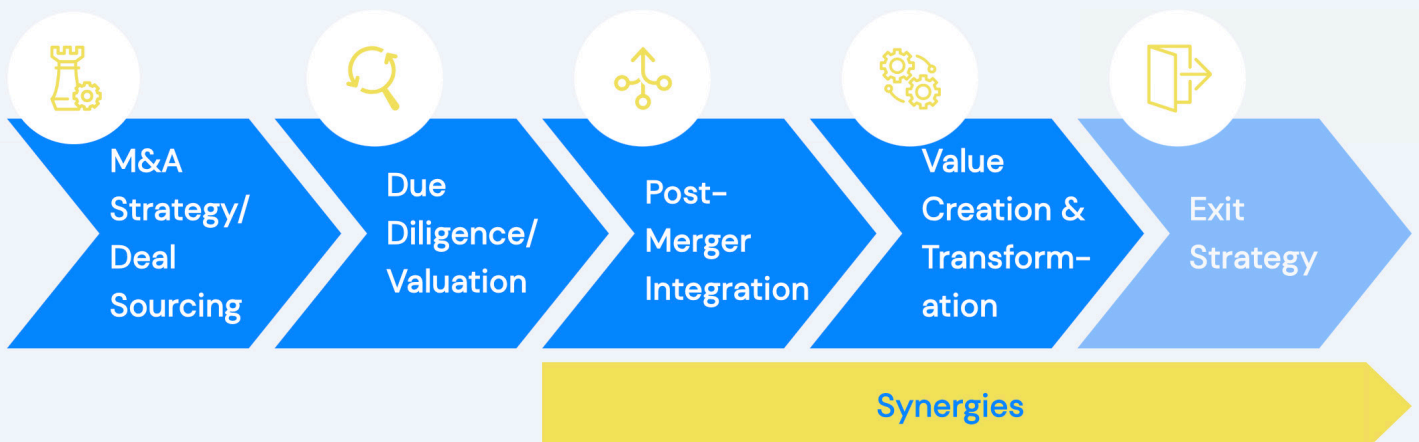 M&A
Strategy/
Deal
Sourcing
Due
Diligence/
Valuation
Post-
Merger
Integration
Value
Creation &
Transform-
ation
Exit
Strategy
Synergies